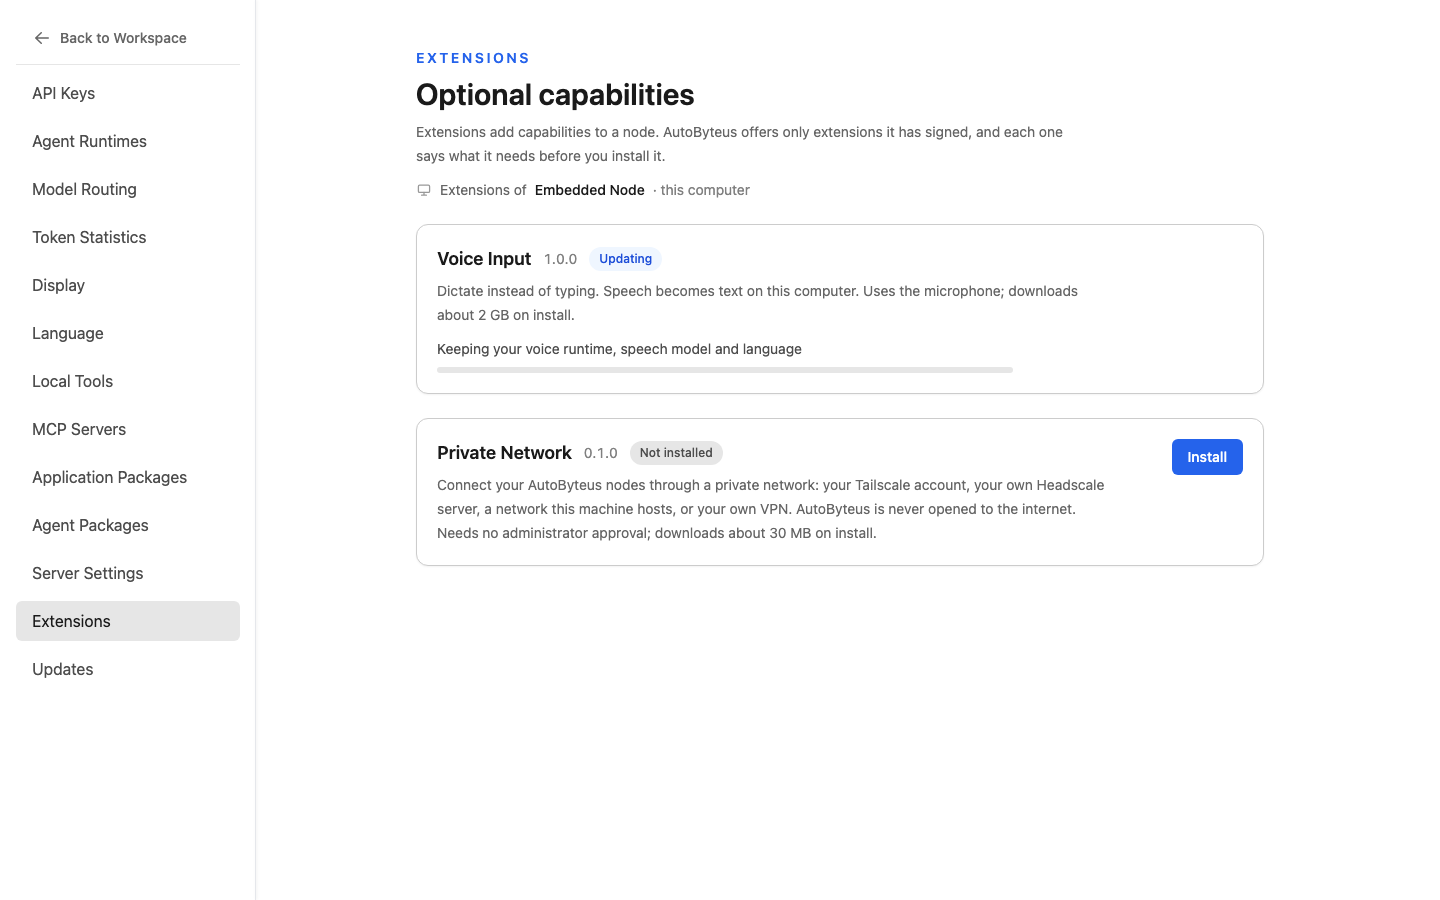 Back to Workspace
API Keys
Agent Runtimes
Model Routing
Token Statistics
Display
Language
Local Tools
MCP Servers
Application Packages
Agent Packages
Server Settings
Extensions
Updates
EXTENSIONS
Optional capabilities
Extensions add capabilities to a node. AutoByteus offers only extensions it has signed, and each one
says what it needs before you install it.
Extensions of Embedded Node · this computer
Voice Input 1.0.0 Updating
Dictate instead of typing. Speech becomes text on this computer. Uses the microphone; downloads
about 2 GB on install.
Keeping your voice runtime, speech model and language
Private Network 0.1.0 Not installed
Install
Connect your AutoByteus nodes through a private network: your Tailscale account, your own Headscale
server, a network this machine hosts, or your own VPN. AutoByteus is never opened to the internet.
Needs no administrator approval; downloads about 30 MB on install.